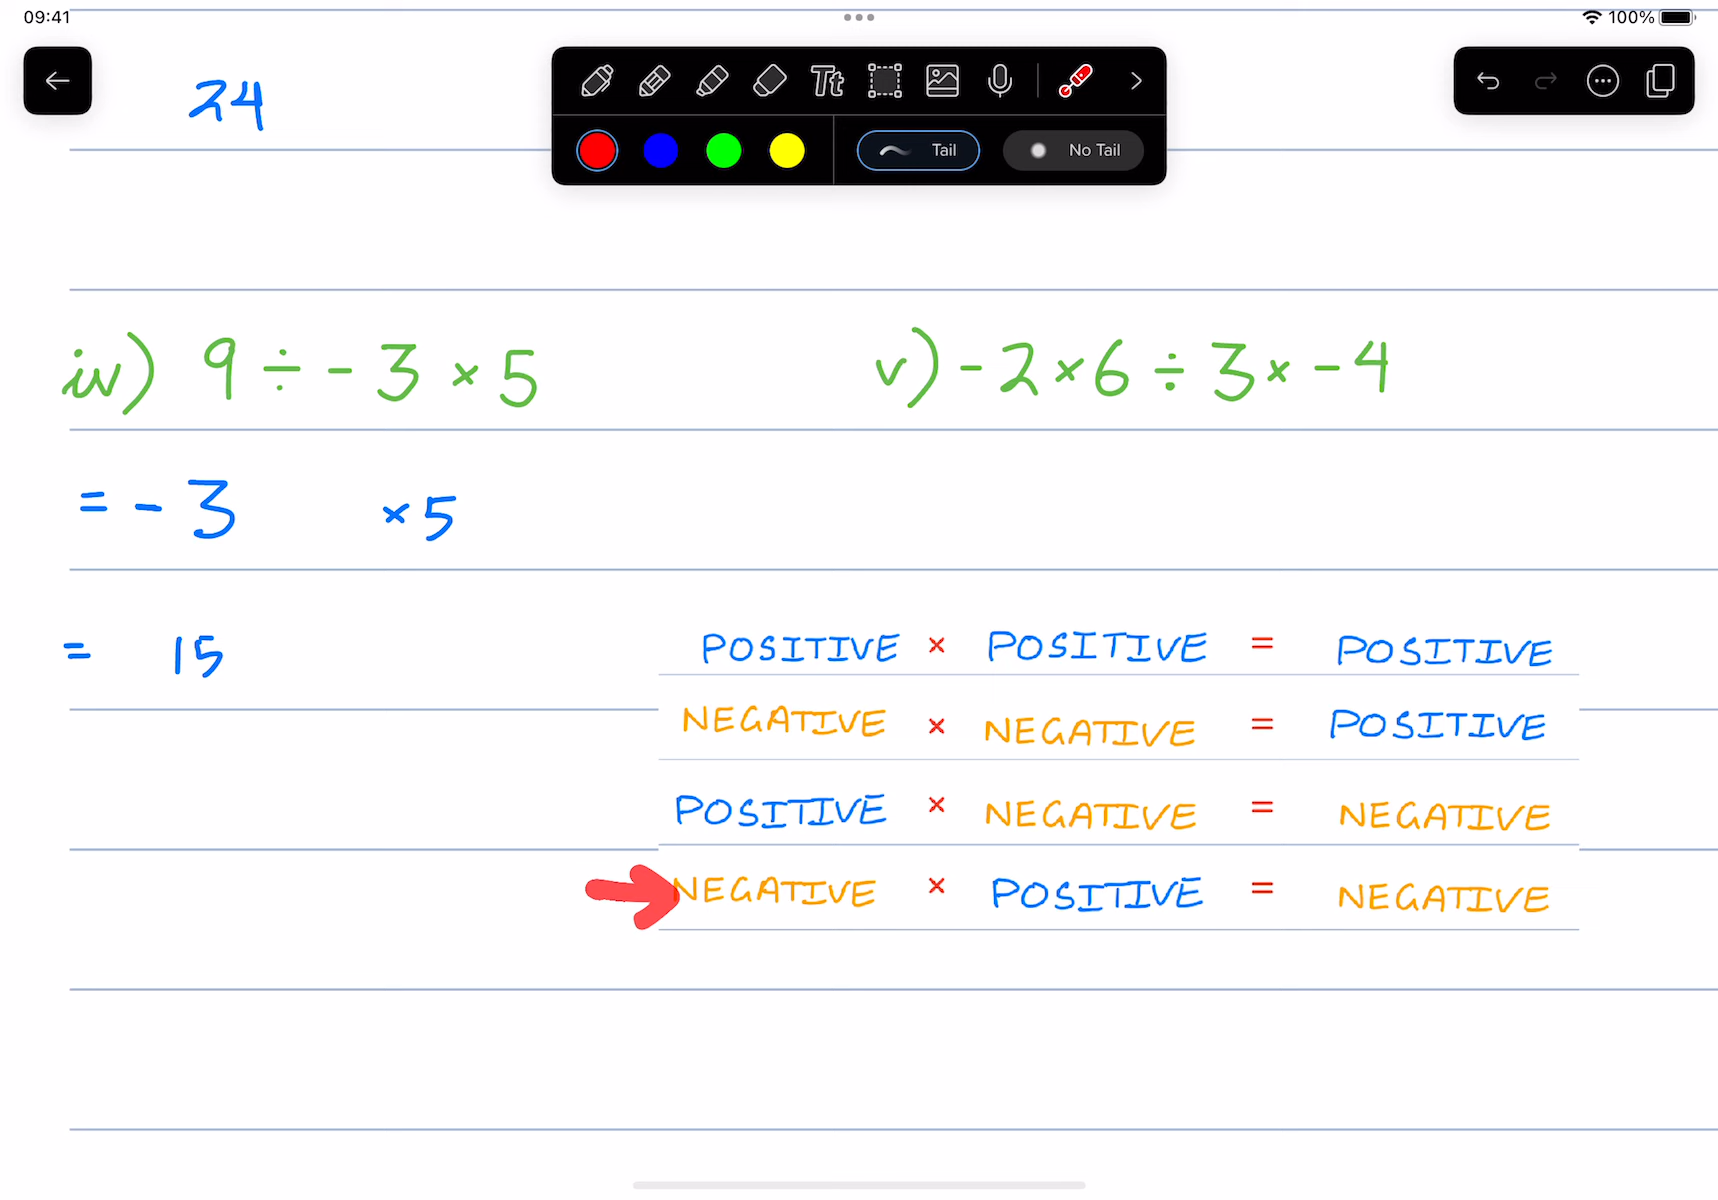 09:41
100%
Tt
Tail
No Tail
24
iv) 9 ÷ - 3 × 5
v) - 2 × 6 ÷ 3 × - 4
= - 3 × 5
= 15
POSITIVE × POSITIVE = POSITIVE
NEGATIVE × NEGATIVE = POSITIVE
POSITIVE × NEGATIVE = NEGATIVE
NEGATIVE × POSITIVE = NEGATIVE